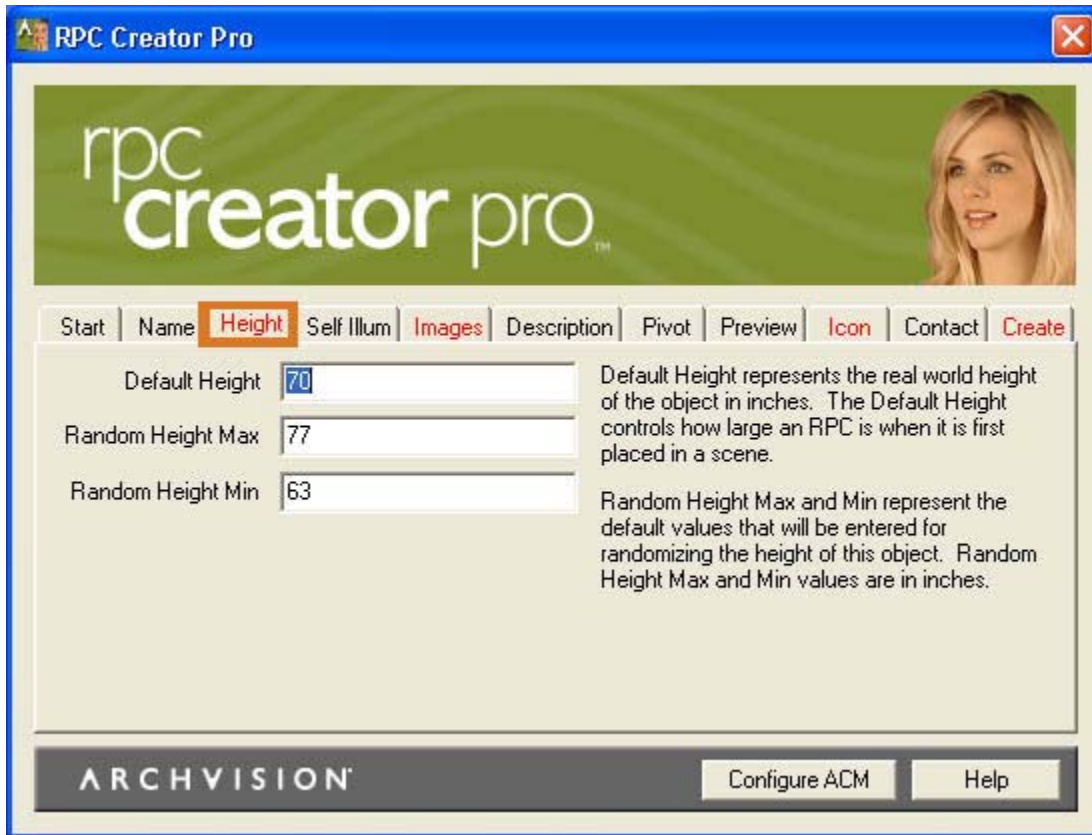 RPC Creator Pro
rpc
creator pro™
Start Name Height Self Illum Images Description Pivot Preview Icon Contact Create
Default Height 70
Random Height Max 77
Random Height Min 63
Default Height represents the real world height
of the object in inches. The Default Height
controls how large an RPC is when it is first
placed in a scene.
Random Height Max and Min represent the
default values that will be entered for
randomizing the height of this object. Random
Height Max and Min values are in inches.
ARCHVISION
Configure ACM Help